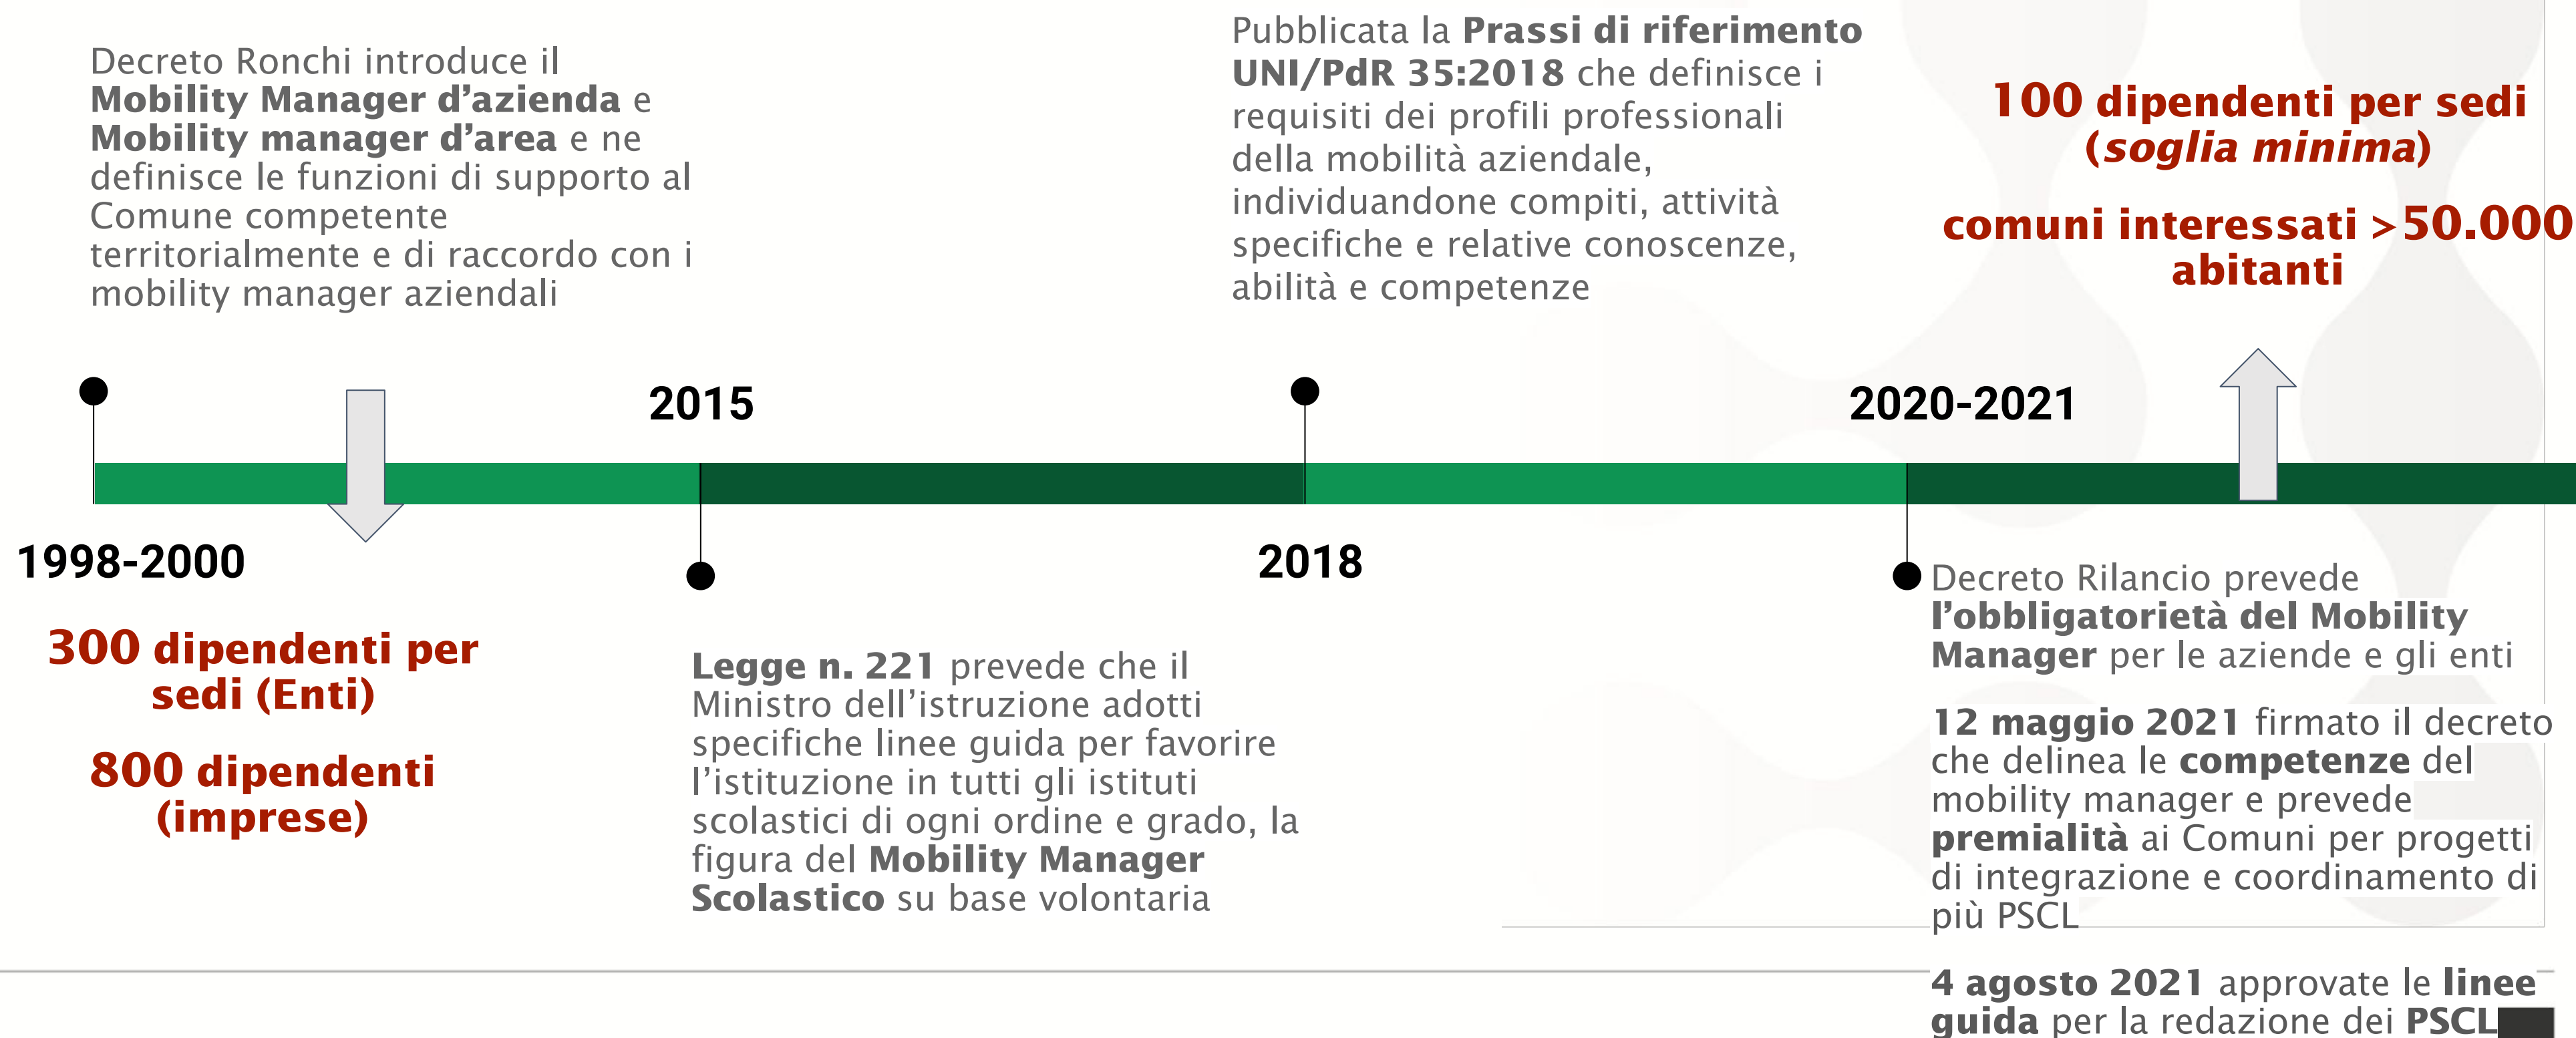 Decreto Ronchi introduce il
Mobility Manager d’azienda e
Mobility manager d’area e ne
definisce le funzioni di supporto al
Comune competente
territorialmente e di raccordo con i
mobility manager aziendali
1998-2000
300 dipendenti per
sedi (Enti)
800 dipendenti
(imprese)
2015
Legge n. 221 prevede che il
Ministro dell’istruzione adotti
specifiche linee guida per favorire
l’istituzione in tutti gli istituti
scolastici di ogni ordine e grado, la
figura del Mobility Manager
Scolastico su base volontaria
Pubblicata la Prassi di riferimento
UNI/PdR 35:2018 che definisce i
requisiti dei profili professionali
della mobilità aziendale,
individuandone compiti, attività
specifiche e relative conoscenze,
abilità e competenze
2018
100 dipendenti per sedi
(soglia minima)
comuni interessati >50.000
abitanti
2020-2021
Decreto Rilancio prevede
l’obbligatorietà del Mobility
Manager per le aziende e gli enti
12 maggio 2021 firmato il decreto
che delinea le competenze del
mobility manager e prevede
premialità ai Comuni per progetti
di integrazione e coordinamento di
più PSCL
4 agosto 2021 approvate le linee
guida per la redazione dei PSCL